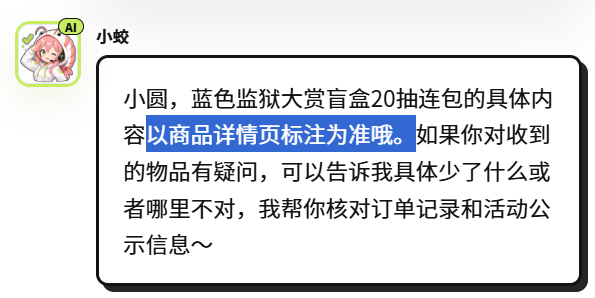 AI
小蛟
小圆，蓝色监狱大赏盲盒20抽连包的具体内
容以商品详情页标注为准哦。如果你对收到
的物品有疑问，可以告诉我具体少了什么或
者哪里不对，我帮你核对订单记录和活动公
示信息～